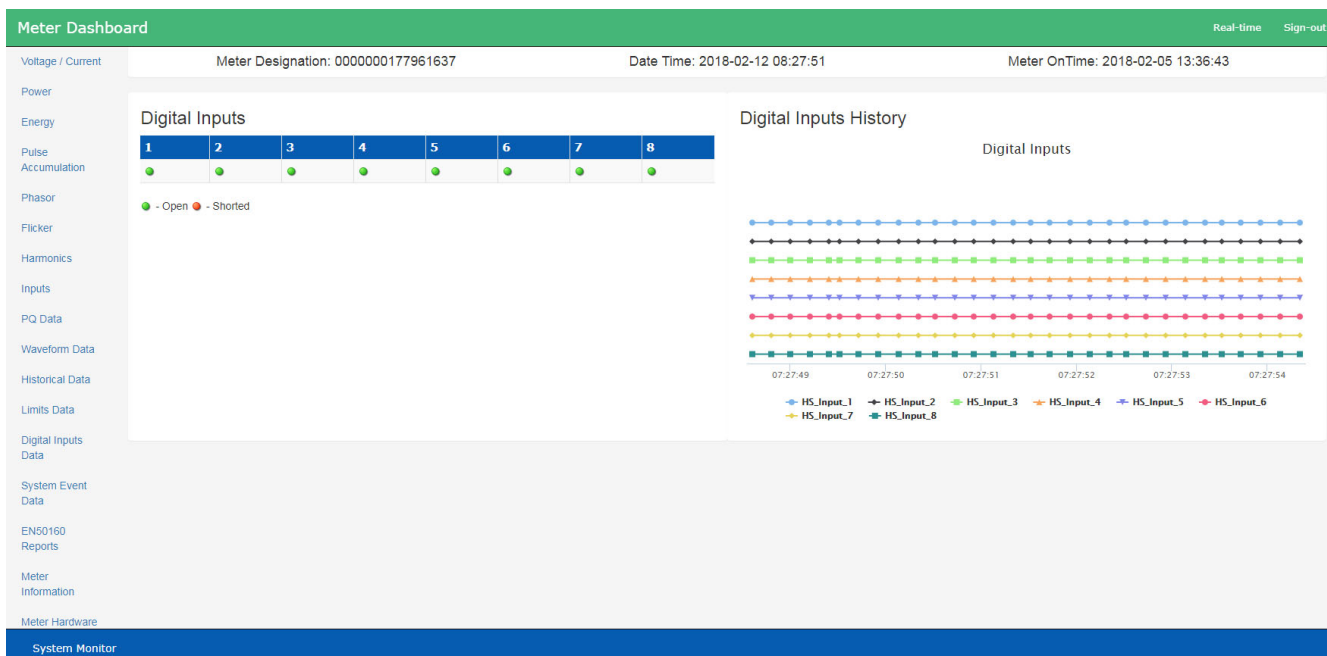 Meter Dashboard
Real-time Sign-out
Meter Designation: 0000000177961637 Date Time: 2018-02-12 08:27:51 Meter OnTime: 2018-02-05 13:36:43
Voltage / Current
Power
Energy
Pulse
Accumulation
Phasor
Flicker
Harmonics
Inputs
PQ Data
Waveform Data
Historical Data
Limits Data
Digital Inputs
Data
System Event
Data
EN50160
Reports
Meter
Information
Meter Hardware
Digital Inputs
1 2 3 4 5 6 7 8
- Open - Shorted
Digital Inputs History
Digital Inputs
07:27:49 07:27:50 07:27:51 07:27:52 07:27:53 07:27:54
HS_Input_1 HS_Input_2 HS_Input_3 HS_Input_4 HS_Input_5 HS_Input_6
HS_Input_7 HS_Input_8
System Monitor